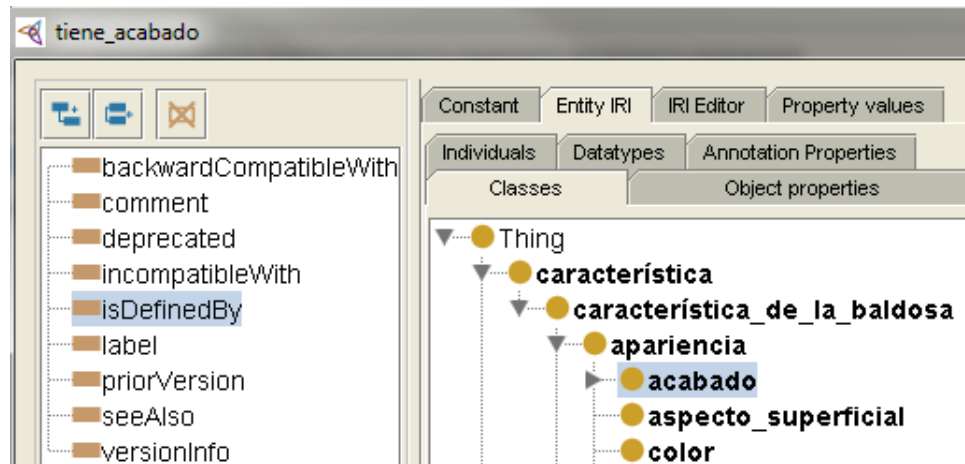 tiene_acabado
Constant
Entity IRI
IRI Editor
Property values
Individuals
Datatypes
Annotation Properties
Classes
Object properties
backwardCompatibleWith
comment
deprecated
incompatibleWith
isDefinedBy
label
priorVersion
seeAlso
versionInfo
Thing
característica
característica_de_la_baldosa
apariencia
acabado
aspecto_superficial
color